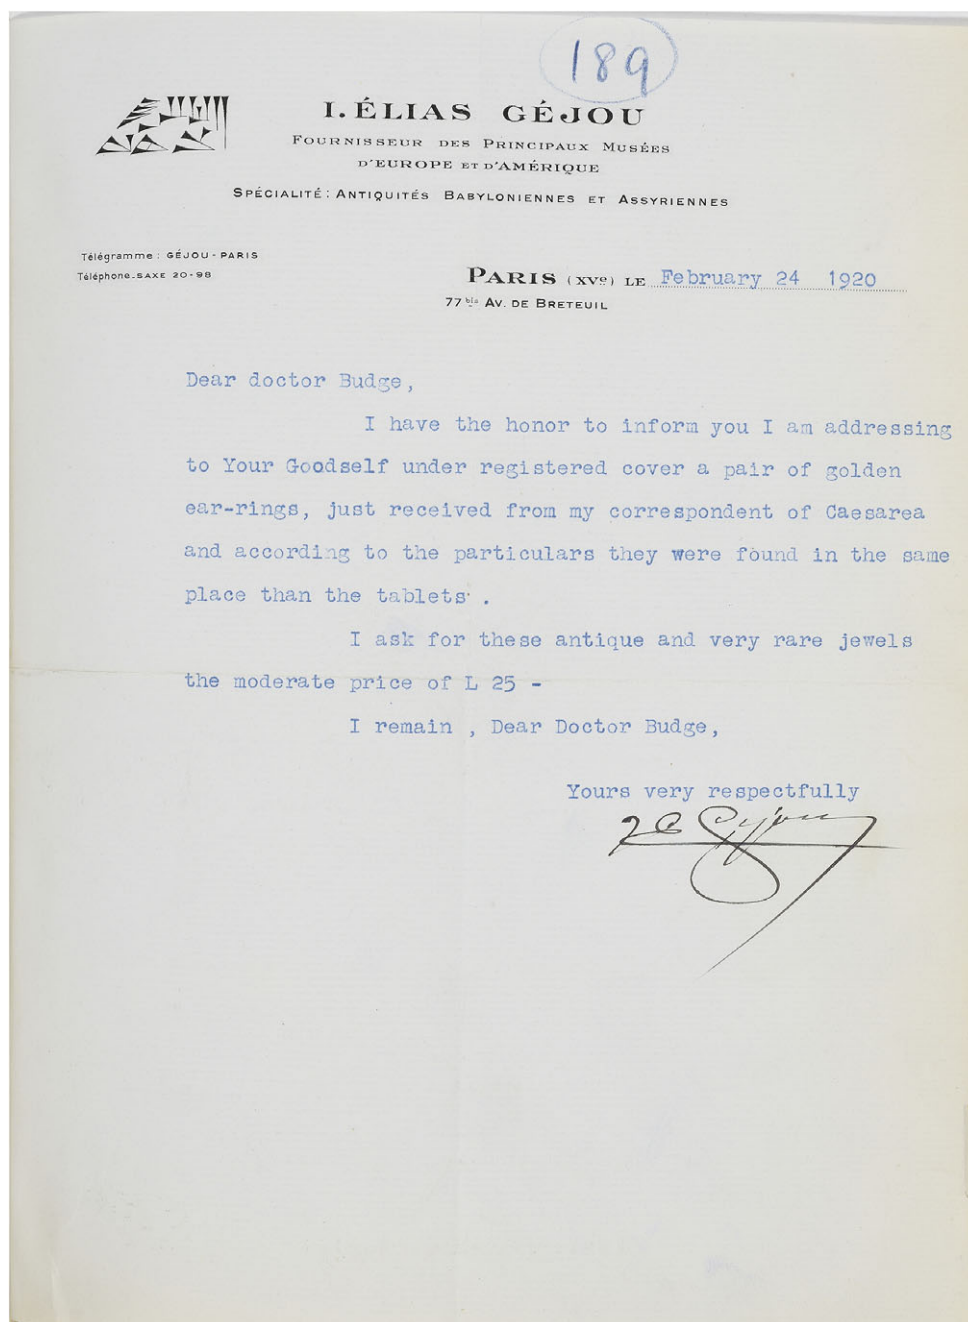 189
I. ÉLIAS GÉJOU
FOURNISSEUR DES PRINCIPAUX MUSÉES
D'EUROPE ET D'AMÉRIQUE
SPÉCIALITÉ : ANTIQUITÉS BABYLONIENNES ET ASSYRIENNES
Télégramme : GÉJOU - PARIS
Téléphone - SAXE 20-98
PARIS (XVe) LE February 24 1920
77 bis AV. DE BRETEUIL
Dear doctor Budge,
I have the honor to inform you I am addressing
to Your Goodself under registered cover a pair of golden
ear-rings, just received from my correspondent of Caesarea
and according to the particulars they were found in the same
place than the tablets .
I ask for these antique and very rare jewels
the moderate price of L 25 -
I remain , Dear Doctor Budge,
Yours very respectfully
I E Géjou